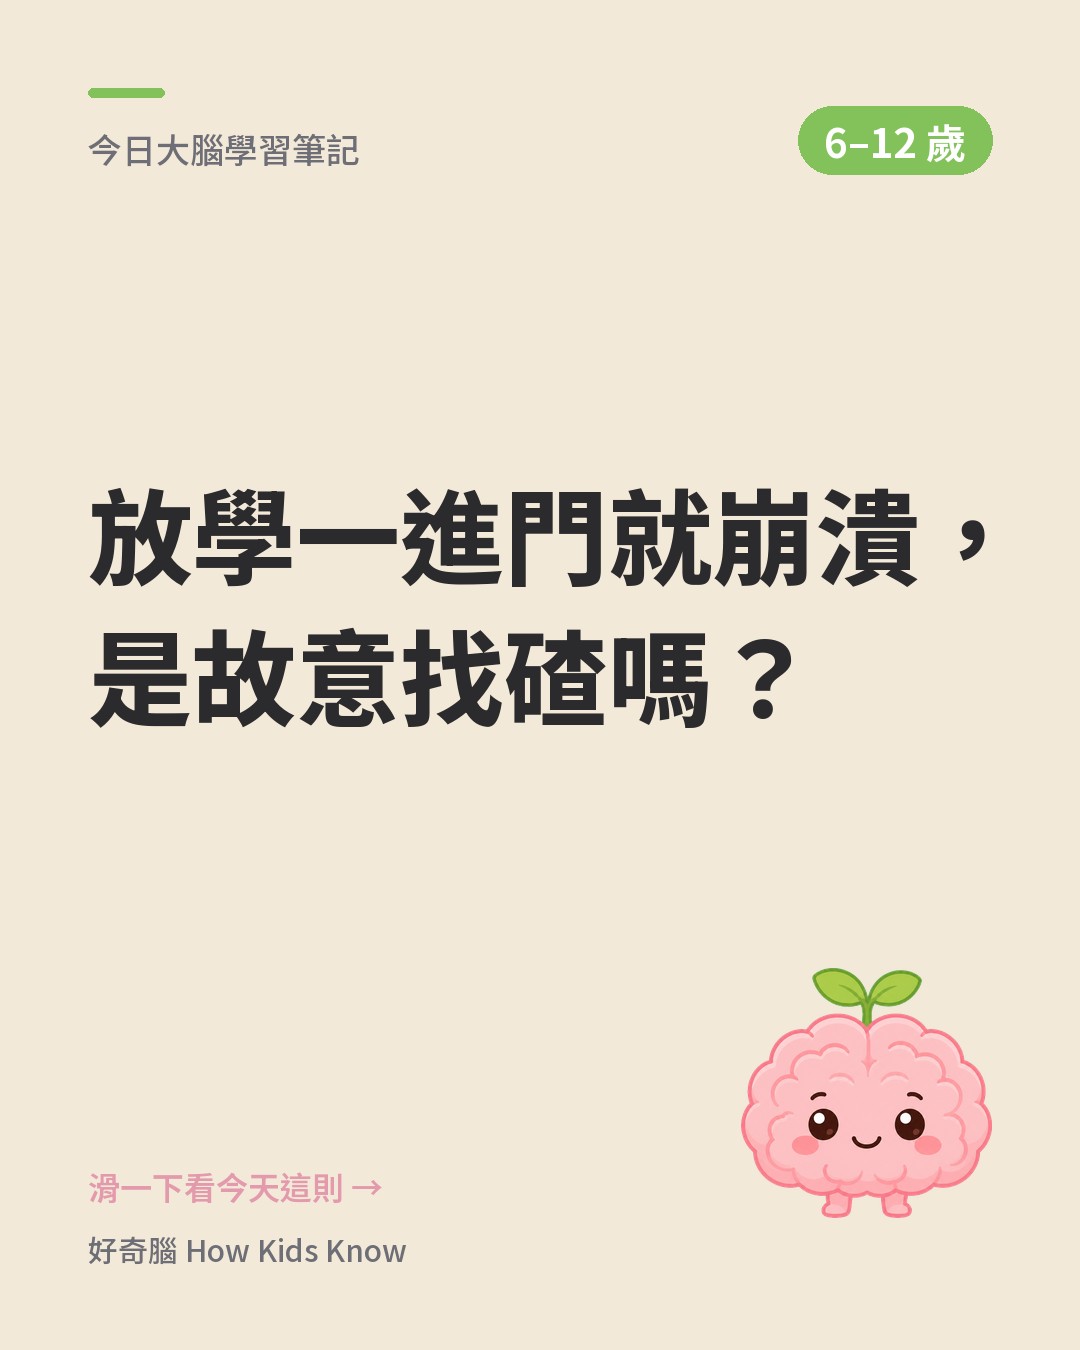 今日大腦學習筆記
6–12 歲
放學一進門就崩潰，
是故意找碴嗎？
滑一下看今天這則 →
好奇腦 How Kids Know